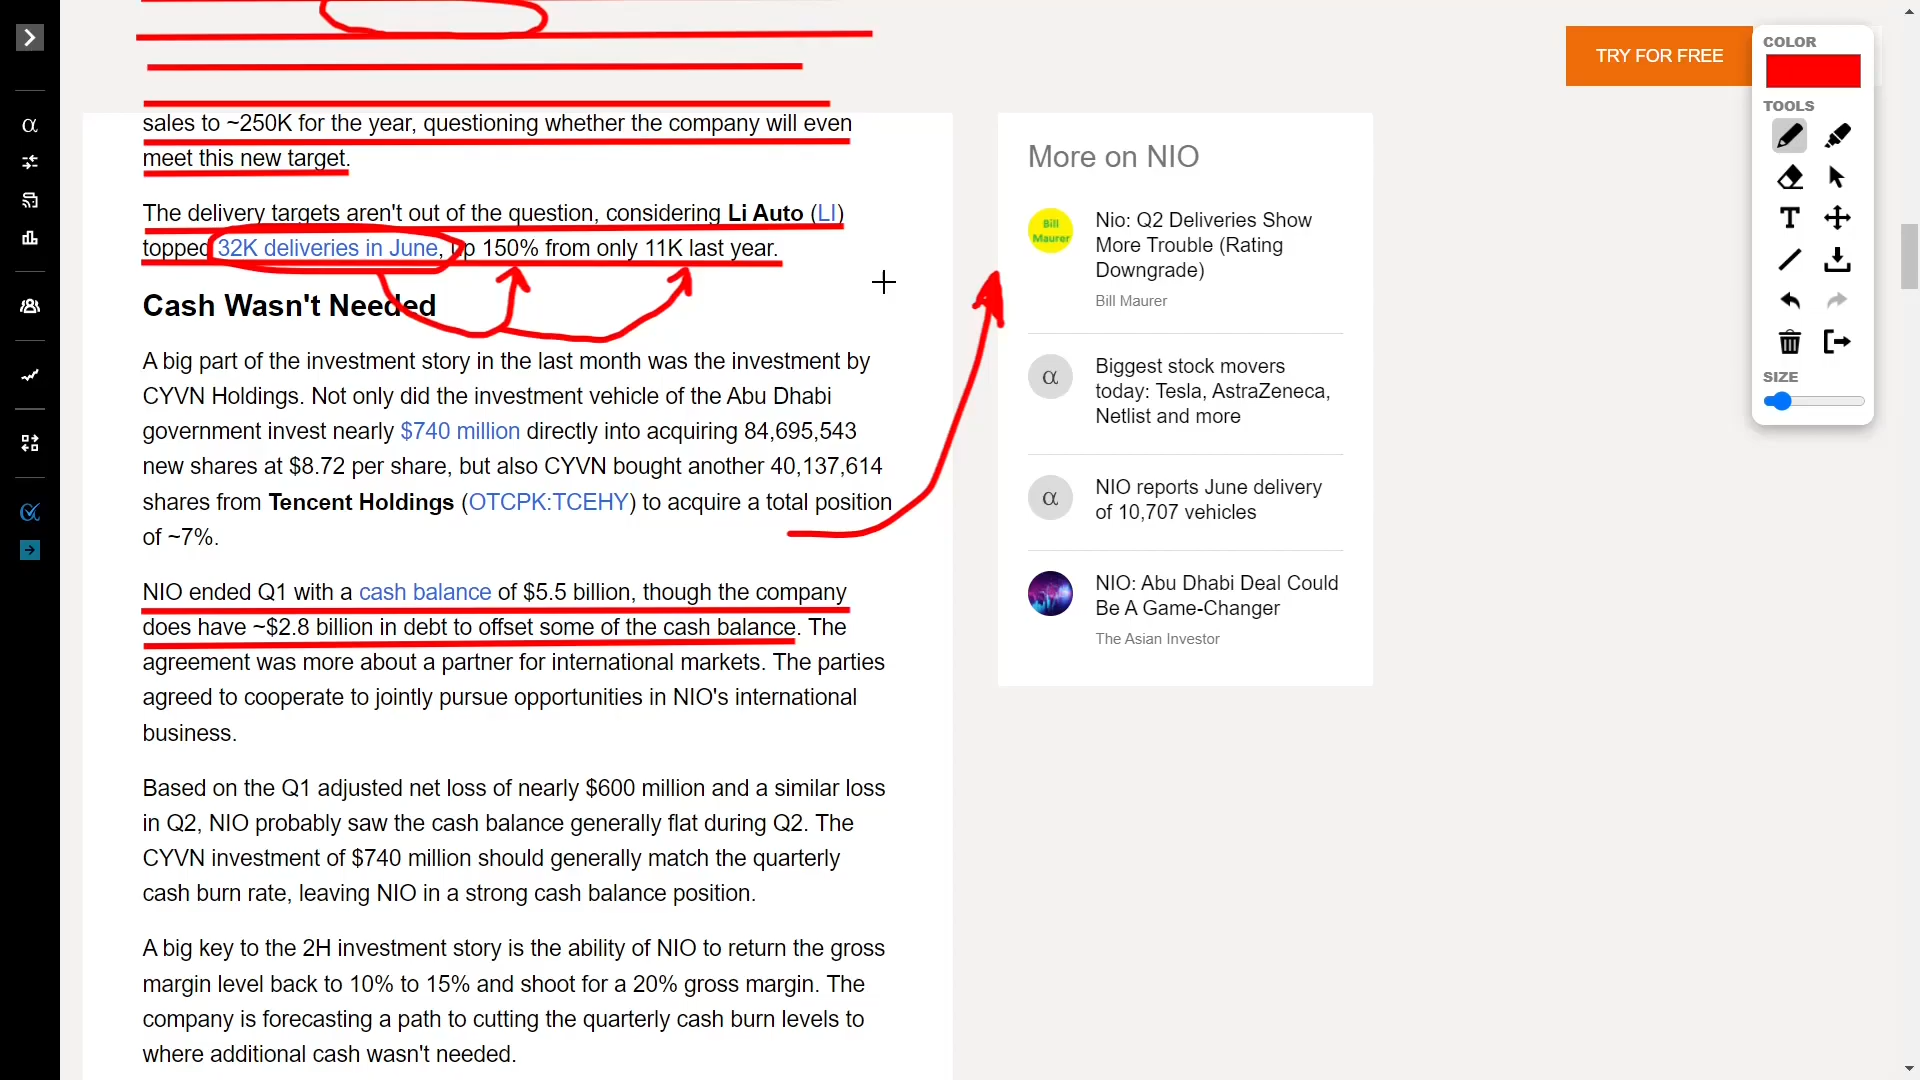 TRY FOR FREE
COLOR
TOOLS
T
SIZE
α
sales to ~250K for the year, questioning whether the company will even
meet this new target.
The delivery targets aren't out of the question, considering Li Auto (LI)
topped 32K deliveries in June, up 150% from only 11K last year.
Cash Wasn't Needed
A big part of the investment story in the last month was the investment by
CYVN Holdings. Not only did the investment vehicle of the Abu Dhabi
government invest nearly $740 million directly into acquiring 84,695,543
new shares at $8.72 per share, but also CYVN bought another 40,137,614
shares from Tencent Holdings (OTCPK:TCEHY) to acquire a total position
of ~7%.
NIO ended Q1 with a cash balance of $5.5 billion, though the company
does have ~$2.8 billion in debt to offset some of the cash balance. The
agreement was more about a partner for international markets. The parties
agreed to cooperate to jointly pursue opportunities in NIO's international
business.
Based on the Q1 adjusted net loss of nearly $600 million and a similar loss
in Q2, NIO probably saw the cash balance generally flat during Q2. The
CYVN investment of $740 million should generally match the quarterly
cash burn rate, leaving NIO in a strong cash balance position.
A big key to the 2H investment story is the ability of NIO to return the gross
margin level back to 10% to 15% and shoot for a 20% gross margin. The
company is forecasting a path to cutting the quarterly cash burn levels to
where additional cash wasn't needed.
More on NIO
Bill
Maurer
Nio: Q2 Deliveries Show
More Trouble (Rating
Downgrade)
Bill Maurer
α
Biggest stock movers
today: Tesla, AstraZeneca,
Netlist and more
α
NIO reports June delivery
of 10,707 vehicles
NIO: Abu Dhabi Deal Could
Be A Game-Changer
The Asian Investor